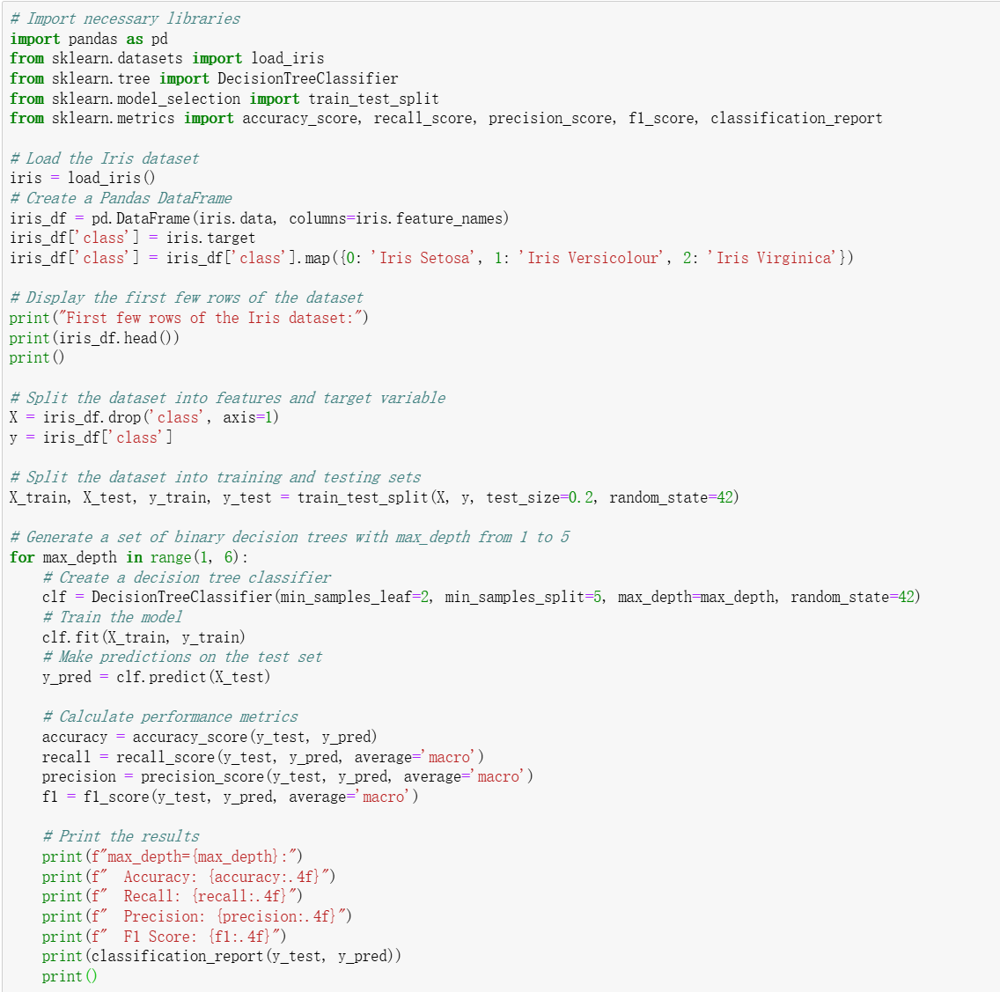 # Import necessary libraries
import pandas as pd
from sklearn.datasets import load_iris
from sklearn.tree import DecisionTreeClassifier
from sklearn.model_selection import train_test_split
from sklearn.metrics import accuracy_score, recall_score, precision_score, f1_score, classification_report

# Load the Iris dataset
iris = load_iris()
# Create a Pandas DataFrame
iris_df = pd.DataFrame(iris.data, columns=iris.feature_names)
iris_df['class'] = iris.target
iris_df['class'] = iris_df['class'].map({0: 'Iris Setosa', 1: 'Iris Versicolour', 2: 'Iris Virginica'})

# Display the first few rows of the dataset
print("First few rows of the Iris dataset:")
print(iris_df.head())
print()

# Split the dataset into features and target variable
X = iris_df.drop('class', axis=1)
y = iris_df['class']

# Split the dataset into training and testing sets
X_train, X_test, y_train, y_test = train_test_split(X, y, test_size=0.2, random_state=42)

# Generate a set of binary decision trees with max_depth from 1 to 5
for max_depth in range(1, 6):
    # Create a decision tree classifier
    clf = DecisionTreeClassifier(min_samples_leaf=2, min_samples_split=5, max_depth=max_depth, random_state=42)
    # Train the model
    clf.fit(X_train, y_train)
    # Make predictions on the test set
    y_pred = clf.predict(X_test)

    # Calculate performance metrics
    accuracy = accuracy_score(y_test, y_pred)
    recall = recall_score(y_test, y_pred, average='macro')
    precision = precision_score(y_test, y_pred, average='macro')
    f1 = f1_score(y_test, y_pred, average='macro')

    # Print the results
    print(f"max_depth={max_depth}:")
    print(f"  Accuracy: {accuracy:.4f}")
    print(f"  Recall: {recall:.4f}")
    print(f"  Precision: {precision:.4f}")
    print(f"  F1 Score: {f1:.4f}")
    print(classification_report(y_test, y_pred))
    print()